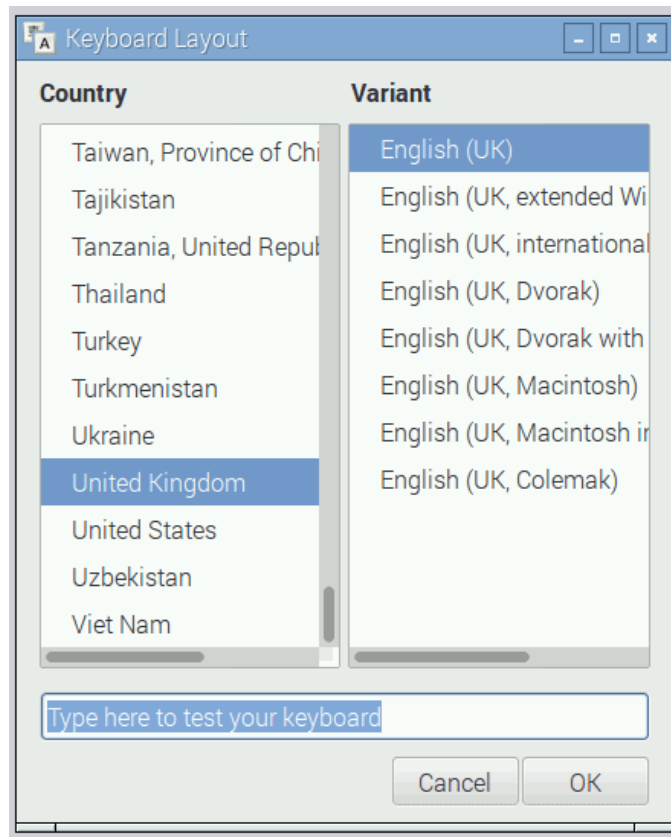 Keyboard Layout
Country
Taiwan, Province of Chi
Tajikistan
Tanzania, United Repu
Thailand
Turkey
Turkmenistan
Ukraine
United Kingdom
United States
Uzbekistan
Viet Nam
Variant
English (UK)
English (UK, extended Wi
English (UK, international
English (UK, Dvorak)
English (UK, Dvorak with
English (UK, Macintosh)
English (UK, Macintosh in
English (UK, Colemak)
Type here to test your keyboard
Cancel
OK